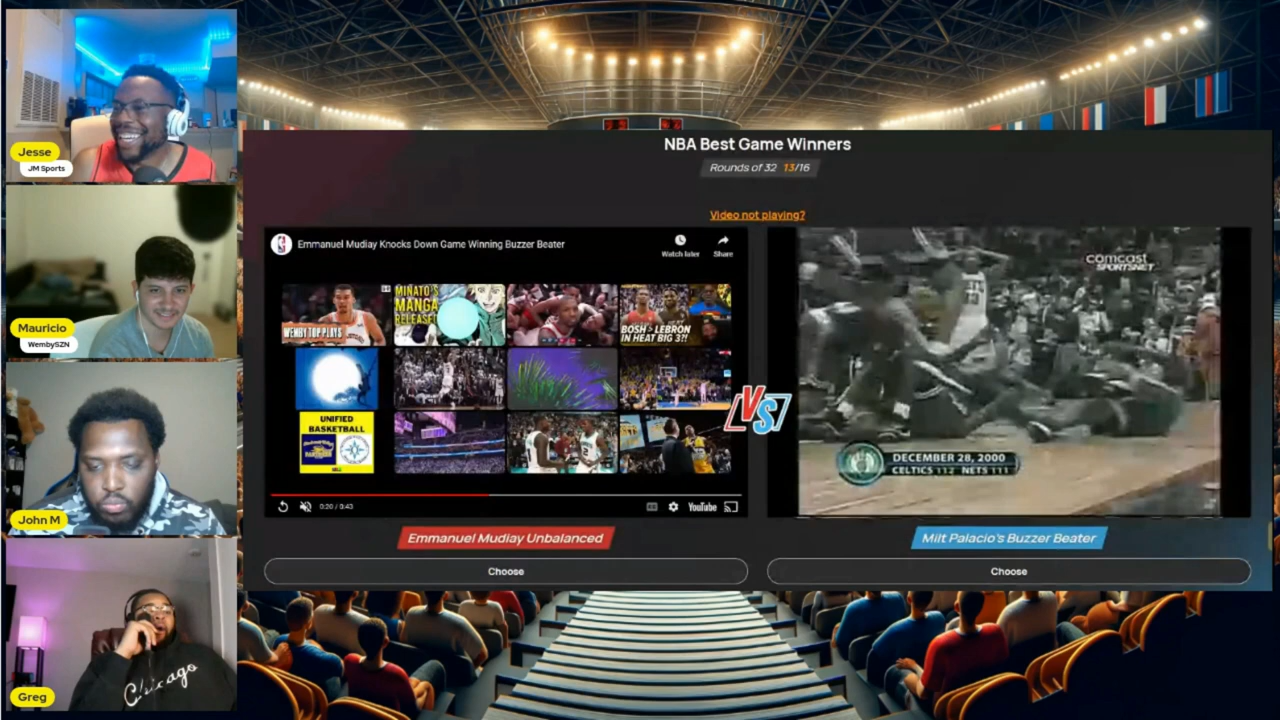 Jesse
JM Sports
Mauricio
WembySZN
John M
Greg
Chicago
NBA Best Game Winners
Rounds of 32 13/16
Video not playing?
Emmanuel Mudiay Knocks Down Game Winning Buzzer Beater
Watch later
Share
WEMBY TOP PLAYS
MINATO'S
MANGA
RELEASED
BOSH > LEBRON
IN HEAT BIG 3?!
UNIFIED
BASKETBALL
0:20 / 0:43
YouTube
VS
comcast
SPORTSNET
DECEMBER 28, 2000
CELTICS 112 NETS 111
Emmanuel Mudiay Unbalanced
Milt Palacio's Buzzer Beater
Choose
Choose